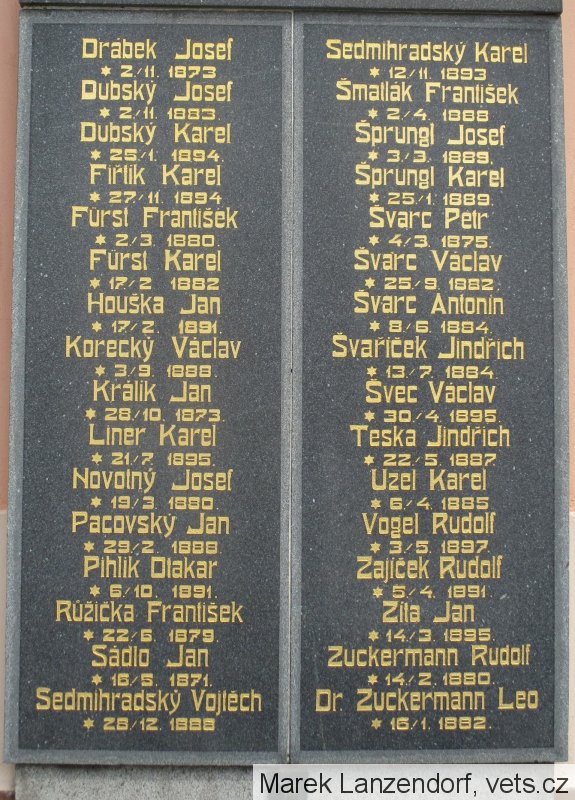 Drábek Josef
* 2/11. 1873
Dubský Josef
* 2/11. 1883
Dubský Karel
* 25/1. 1894.
Fiřlik Karel
* 27/11. 1894
Fürst František
* 2/3. 1880.
Fürst Karel
* 17/2. 1882
Houška Jan
* 17/2. 1891.
Korecký Václav
* 3/9. 1888.
Králík Jan
* 28/10. 1873.
Liner Karel
* 21/7. 1895.
Novotný Josef
* 19/3. 1880.
Pacovský Jan
* 29/2. 1888.
Pihlik Otakar
* 6/10. 1891.
Růžička František
* 22/6. 1879.
Sádlo Jan
* 16/5. 1871.
Sedmihradský Vojtěch
* 28/12. 1888
Sedmihradský Karel
* 12/11. 1893
Šmatlák František
* 2/4. 1888
Šprungl Josef
* 3/3. 1889.
Šprungl Karel
* 25/1. 1889.
Švarc Petr
* 4/3. 1875.
Švarc Václav
* 25/9. 1882.
Švarc Antonín
* 8/6. 1884.
Švaříček Jindřich
* 13/7. 1884
Švec Václav
* 30/4. 1895.
Teska Jindřich
* 22/5. 1887.
Uzel Karel
* 6/4. 1885
Vogel Rudolf
* 3/5. 1897.
Zajíček Rudolf
* 5/4. 1891.
Zíta Jan
* 14/3. 1895.
Zuckermann Rudolf
* 14/2. 1880.
Dr. Zuckermann Leo
* 16/1. 1882.
Marek Lanzendorf, vets.cz